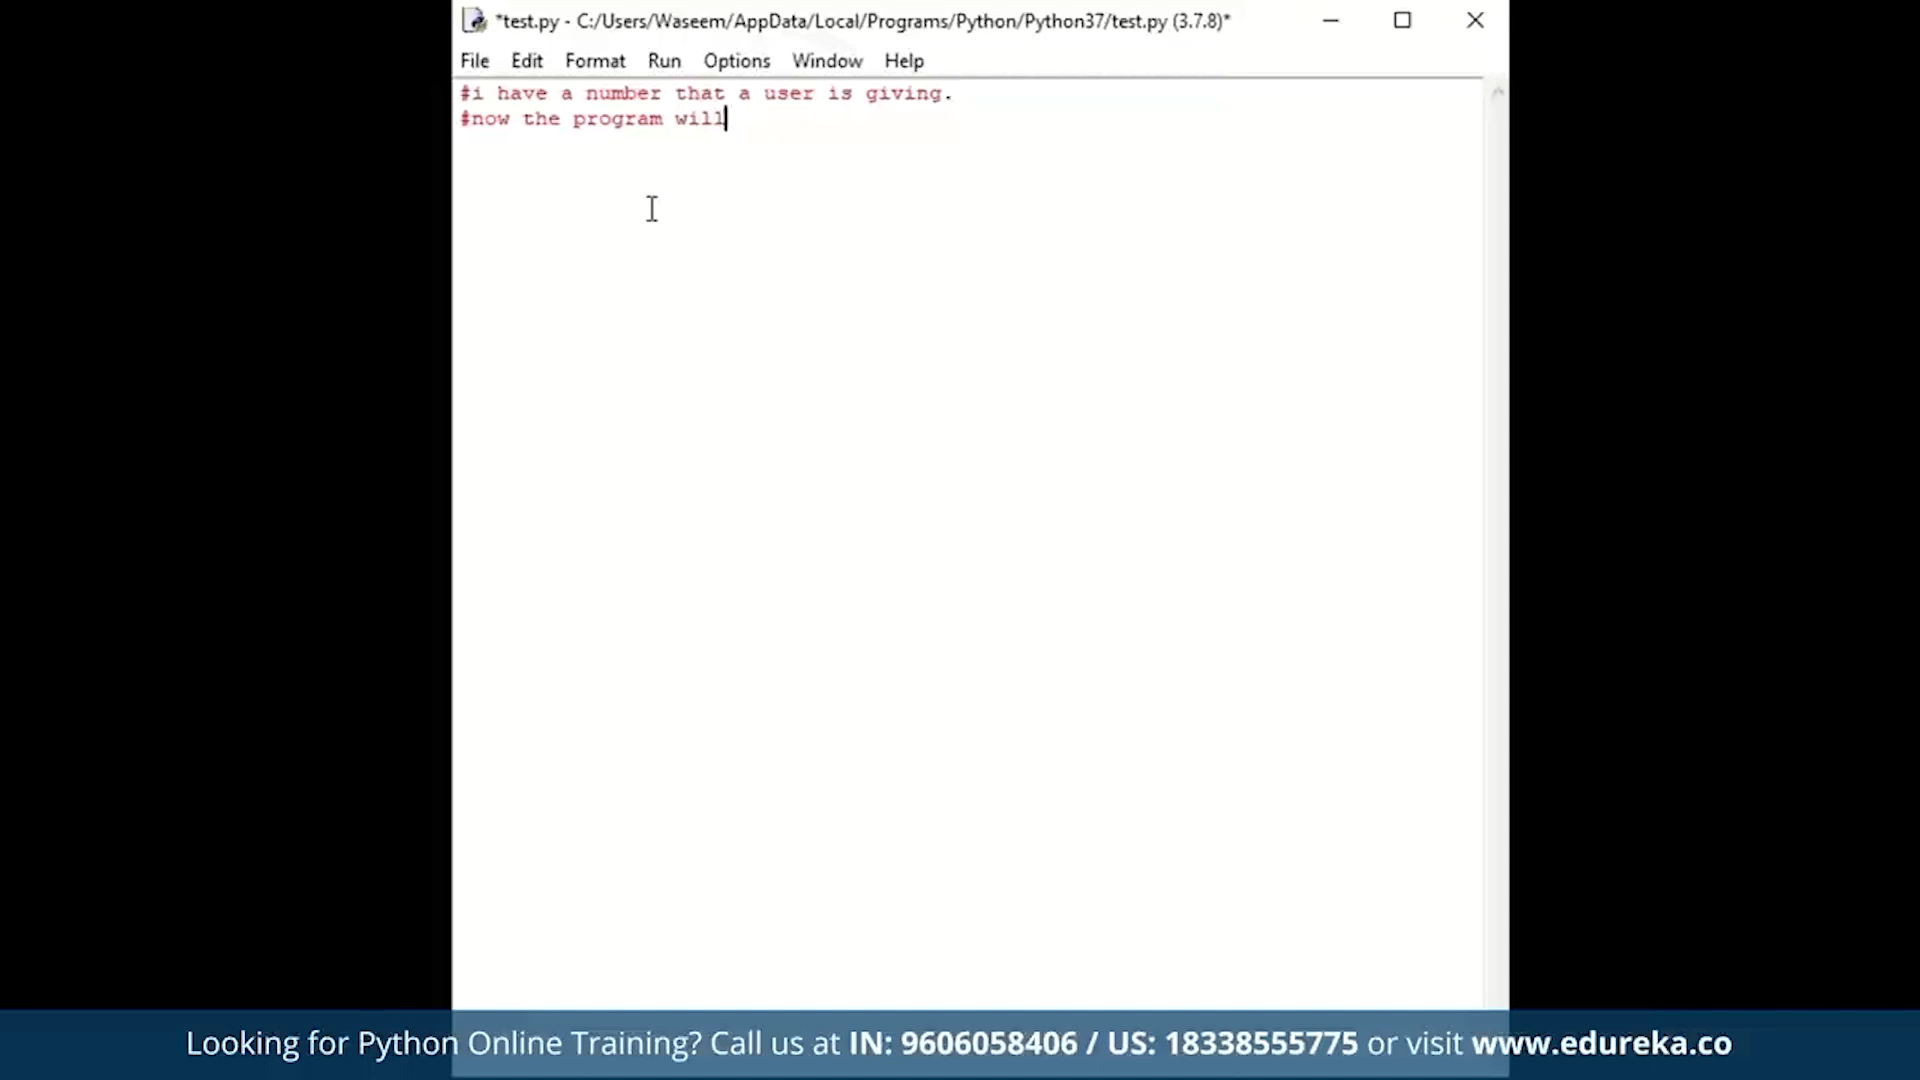 *test.py - C:/Users/Waseem/AppData/Local/Programs/Python/Python37/test.py (3.7.8)*
File Edit Format Run Options Window Help
#i have a number that a user is giving.
#now the program will
Looking for Python Online Training? Call us at IN: 9606058406 / US: 18338555775 or visit www.edureka.co